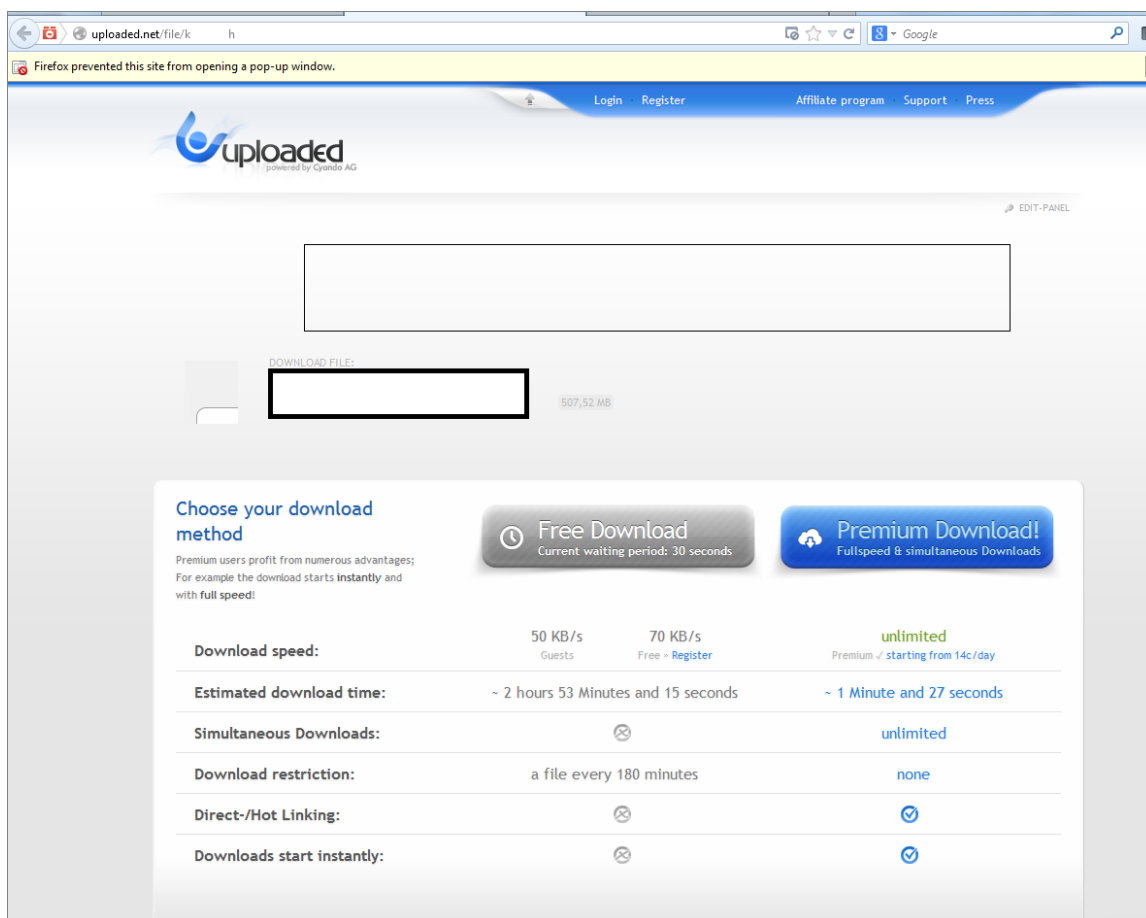 uploaded.net/file/k h
Google
Firefox prevented this site from opening a pop-up window.
Login · Register Affiliate program · Support · Press
uploaded
powered by Cyando AG
EDIT-PANEL
DOWNLOAD FILE:
507,52 MB
Choose your download
method
Premium users profit from numerous advantages;
For example the download starts instantly and
with full speed!
Free Download
Current waiting period: 30 seconds
Premium Download!
Fullspeed & simultaneous Downloads
Download speed: 50 KB/s 70 KB/s unlimited
Guests Free » Register Premium ✓ starting from 14c/day
Estimated download time: ~ 2 hours 53 Minutes and 15 seconds ~ 1 Minute and 27 seconds
Simultaneous Downloads: unlimited
Download restriction: a file every 180 minutes none
Direct-/Hot Linking:
Downloads start instantly: